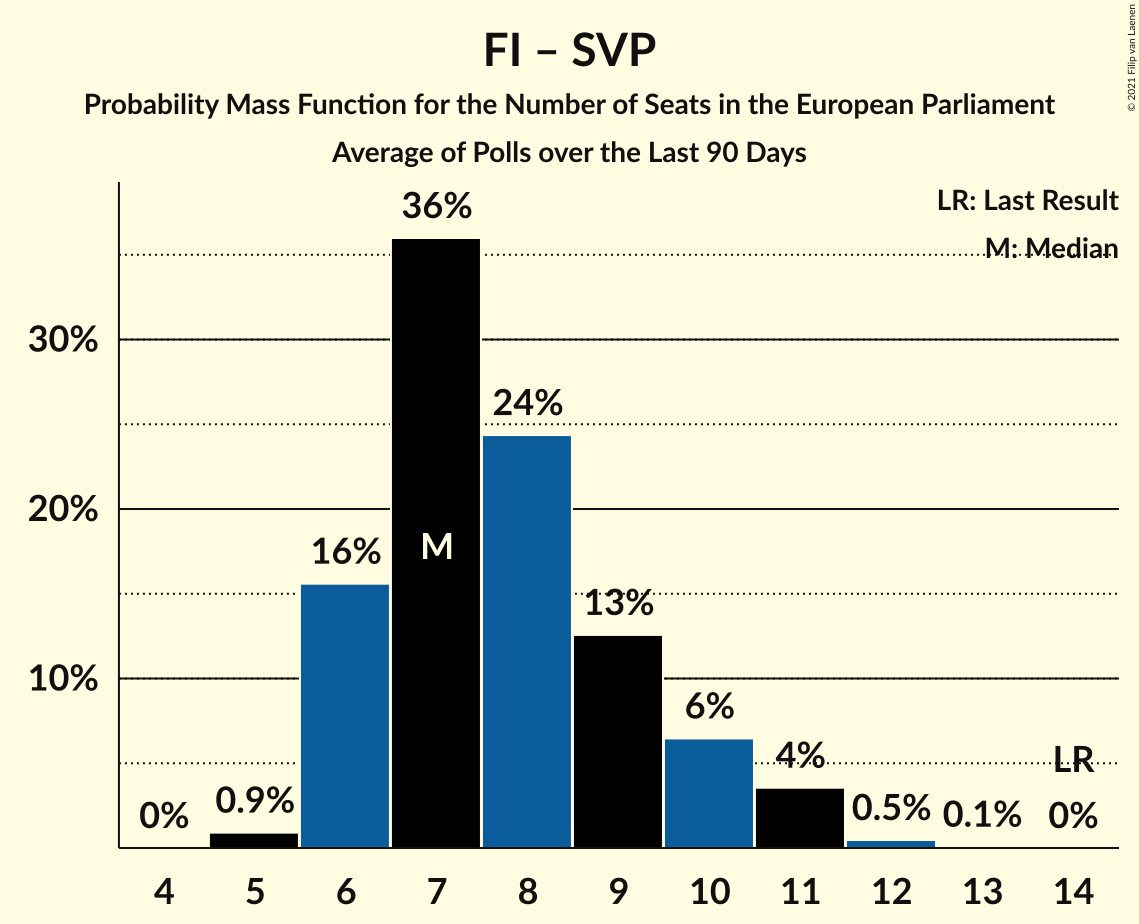 FI – SVP
Probability Mass Function for the Number of Seats in the European Parliament
Average of Polls over the Last 90 Days
© 2021 Filip van Laenen
LR: Last Result
M: Median
36%
30%
24%
20%
16%
M
13%
10%
6%
4%
LR
0%
0.9%
0.5%
0.1%
0%
4 5 6 7 8 9 10 11 12 13 14